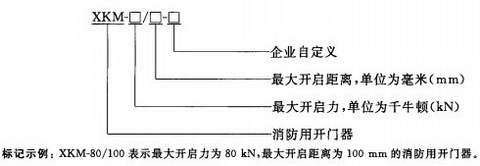 XKM-□/□-□
企业自定义
最大开启距离,单位为毫米(mm)
最大开启力,单位为千牛顿(kN)
消防用开门器
标记示例: XKM-80/100 表示最大开启力为 80 kN,最大开启距离为 100 mm 的消防用开门器。